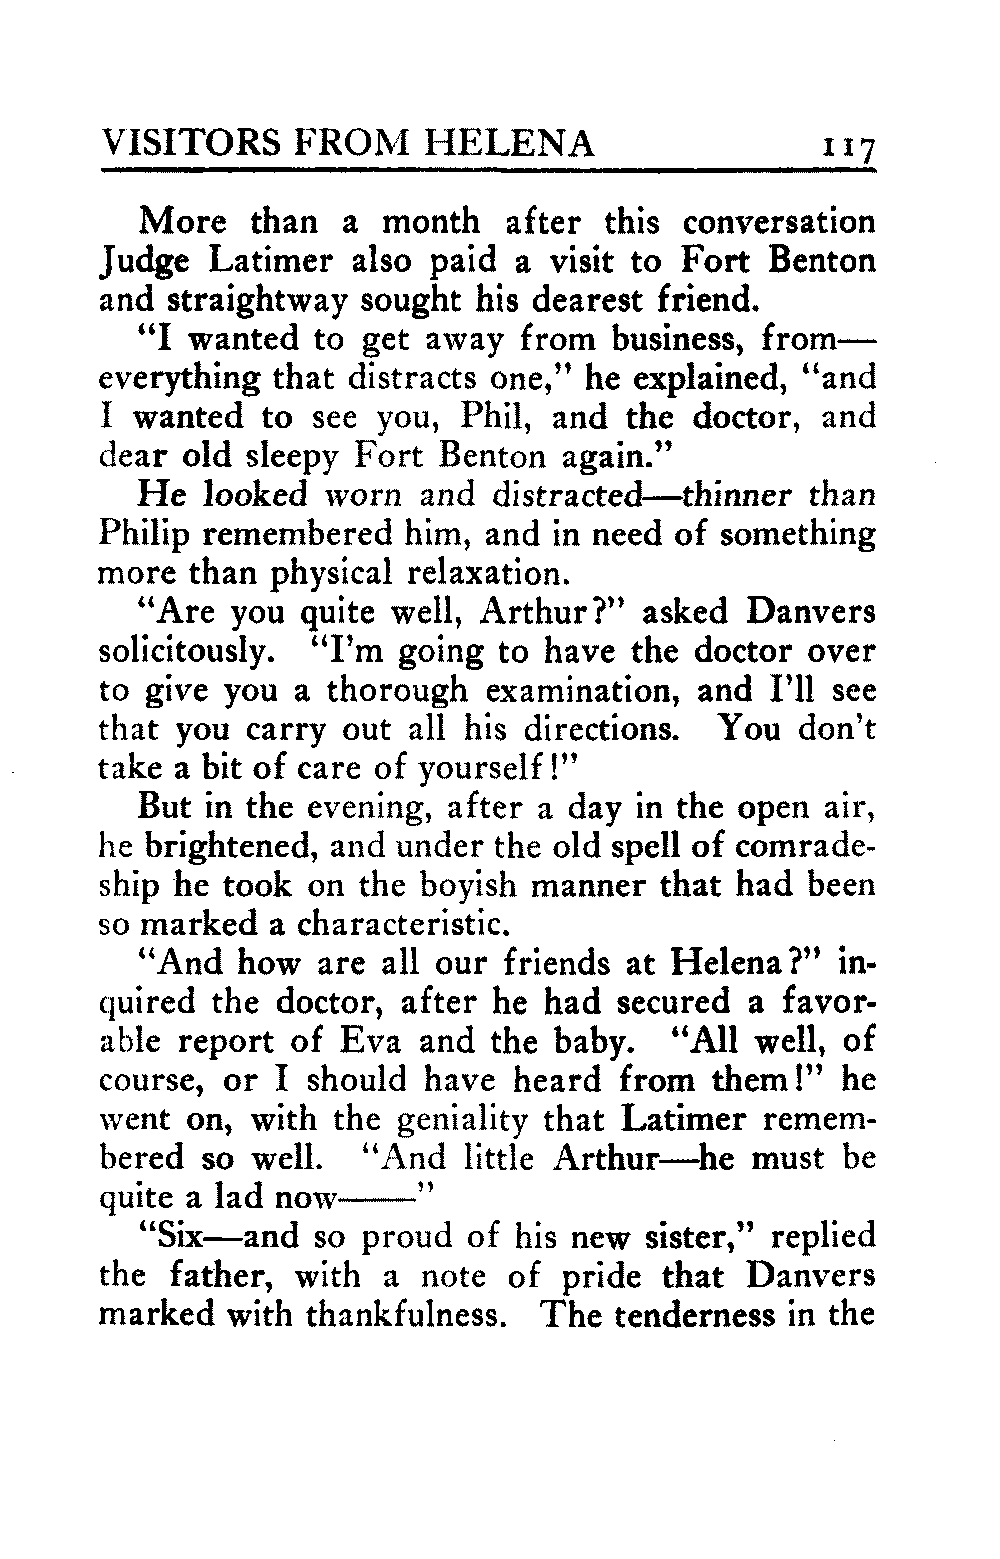 VISITORS FROM HELENA 117
More than a month after this conversation
Judge Latimer also paid a visit to Fort Benton
and straightway sought his dearest friend.
“I wanted to get away from business, from—
everything that distracts one,” he explained, “and
I wanted to see you, Phil, and the doctor, and
dear old sleepy Fort Benton again.”
He looked worn and distracted—thinner than
Philip remembered him, and in need of something
more than physical relaxation.
“Are you quite well, Arthur?” asked Danvers
solicitously. “I’m going to have the doctor over
to give you a thorough examination, and I’ll see
that you carry out all his directions. You don’t
take a bit of care of yourself!”
But in the evening, after a day in the open air,
he brightened, and under the old spell of comrade-
ship he took on the boyish manner that had been
so marked a characteristic.
“And how are all our friends at Helena?” in-
quired the doctor, after he had secured a favor-
able report of Eva and the baby. “All well, of
course, or I should have heard from them!” he
went on, with the geniality that Latimer remem-
bered so well. “And little Arthur—he must be
quite a lad now——”
“Six—and so proud of his new sister,” replied
the father, with a note of pride that Danvers
marked with thankfulness. The tenderness in the